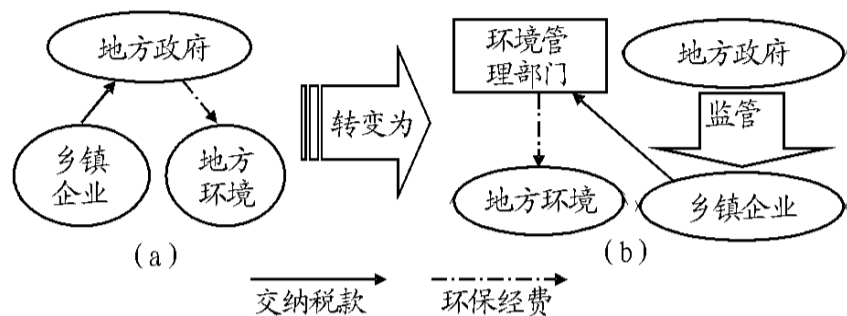 地方政府
乡镇
企业
地方
环境
(a)
转变为
环境管
理部门
地方政府
监管
地方环境
乡镇企业
(b)
交纳税款
环保经费